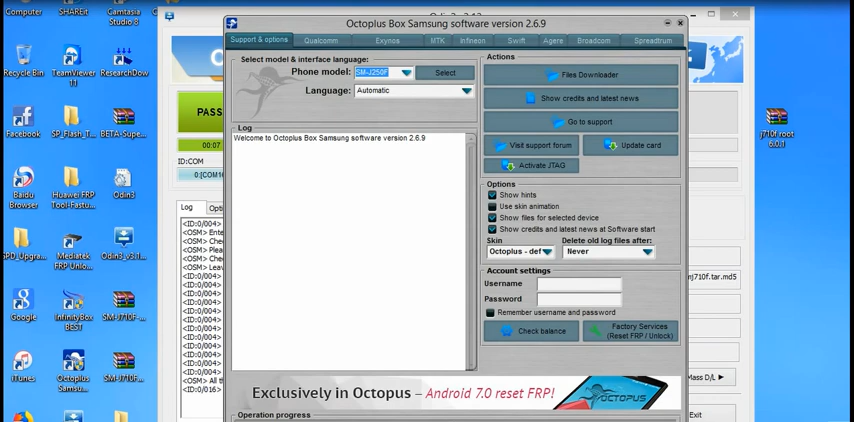 Computer
SHAREit
Camtasia
Studio 8
Recycle Bin
TeamViewer
11
ResearchDow...
Facebook
SP_Flash_T...
BETA-Supe...
Baidu
Browser
Huawei FRP
Tool-Fastu...
Odin3
SPD_Upgra...
Mediatek
FRP Unlo...
Odin3_v3.1...
Google
InfinityBox
BEST
SM-J710F-...
iTunes
Octoplus
Samsu...
SM-J710F...
j710f root
6.0.1
PASS
00:07
ID:COM
0:[COM16
Log
Opti
<ID:0/004>
<OSM> Ente
<OSM> Chec
<OSM> Plea
<OSM> Chec
<OSM> Leav
<ID:0/004>
<ID:0/004>
<ID:0/004>
<ID:0/004>
<ID:0/004>
<ID:0/004>
<ID:0/004>
<ID:0/004>
<ID:0/004>
<ID:0/004>
<OSM> All th
<ID:0/016>
Octoplus Box Samsung software version 2.6.9
Support & options
Qualcomm
Exynos
MTK
Infineon
Swift
Agere
Broadcom
Spreadtrum
Select model & interface language:
Phone model:
SM-J250F
Select
Language:
Automatic
Log
Welcome to Octoplus Box Samsung software version 2.6.9
Actions
Files Downloader
Show credits and latest news
Go to support
Visit support forum
Update card
Activate JTAG
Options
Show hints
Use skin animation
Show files for selected device
Show credits and latest news at Software start
Skin
Delete old log files after:
Octoplus - def
Never
Account settings
Username
Password
Remember username and password
Check balance
Factory Services
(Reset FRP / Unlock)
Exclusively in Octopus – Android 7.0 reset FRP!
OCTOPUS
Operation progress
mj710f.tar.md5
Mass D/L
Exit